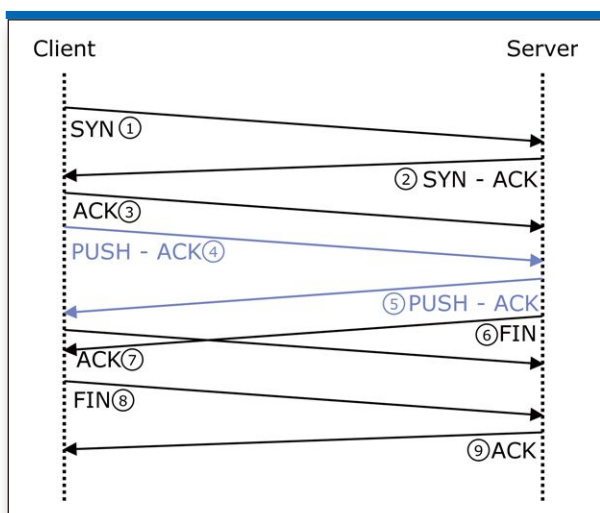 Client Server
SYN①
② SYN - ACK
ACK③
PUSH - ACK④
⑤PUSH - ACK
⑥FIN
ACK⑦
FIN⑧
⑨ACK